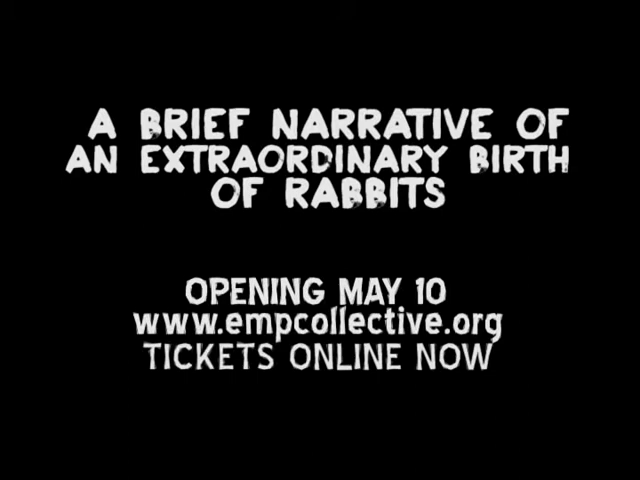 A BRIEF NARRATIVE OF
AN EXTRAORDINARY BIRTH
OF RABBITS
OPENING MAY 10
www.empcollective.org
TICKETS ONLINE NOW